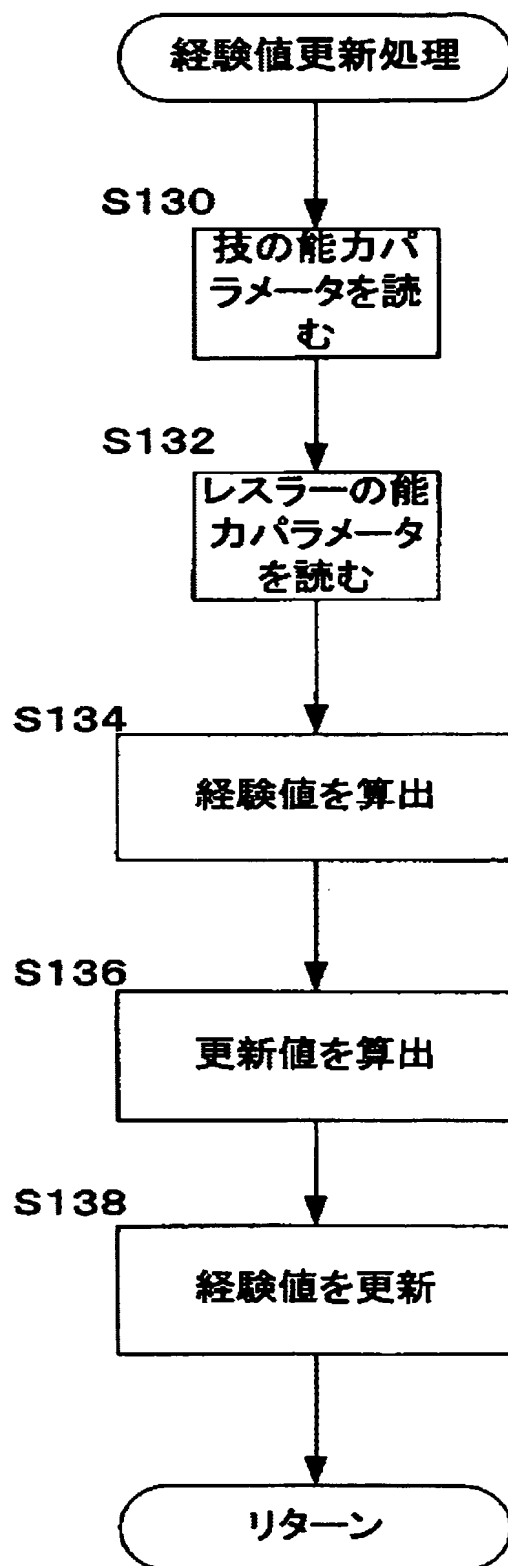 経験値更新処理
S130
技の能力パ
ラメータを読
む
S132
レスラーの能
力パラメータ
を読む
S134
経験値を算出
S136
更新値を算出
S138
経験値を更新
リターン